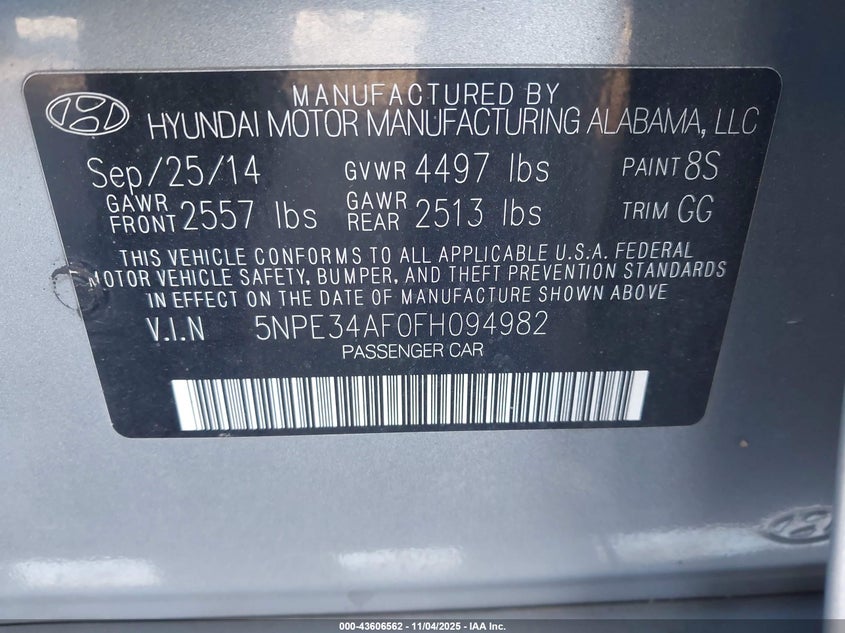 MANUFACTURED BY
HYUNDAI MOTOR MANUFACTURING ALABAMA, LLC
Sep/25/14 GVWR 4497 lbs PAINT 8S
GAWR FRONT 2557 lbs GAWR REAR 2513 lbs TRIM GG
THIS VEHICLE CONFORMS TO ALL APPLICABLE U.S.A. FEDERAL
MOTOR VEHICLE SAFETY, BUMPER, AND THEFT PREVENTION STANDARDS
IN EFFECT ON THE DATE OF MANUFACTURE SHOWN ABOVE
V.I.N 5NPE34AF0FH094982
PASSENGER CAR
000-43606562 - 11/04/2025 - IAA Inc.